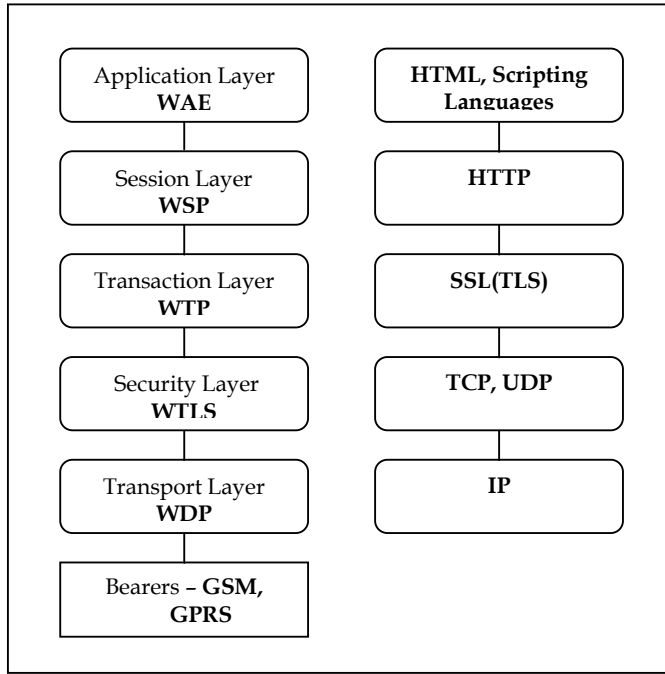 Application Layer
WAE
Session Layer
WSP
Transaction Layer
WTP
Security Layer
WTLS
Transport Layer
WDP
Bearers – GSM,
GPRS
HTML, Scripting
Languages
HTTP
SSL(TLS)
TCP, UDP
IP